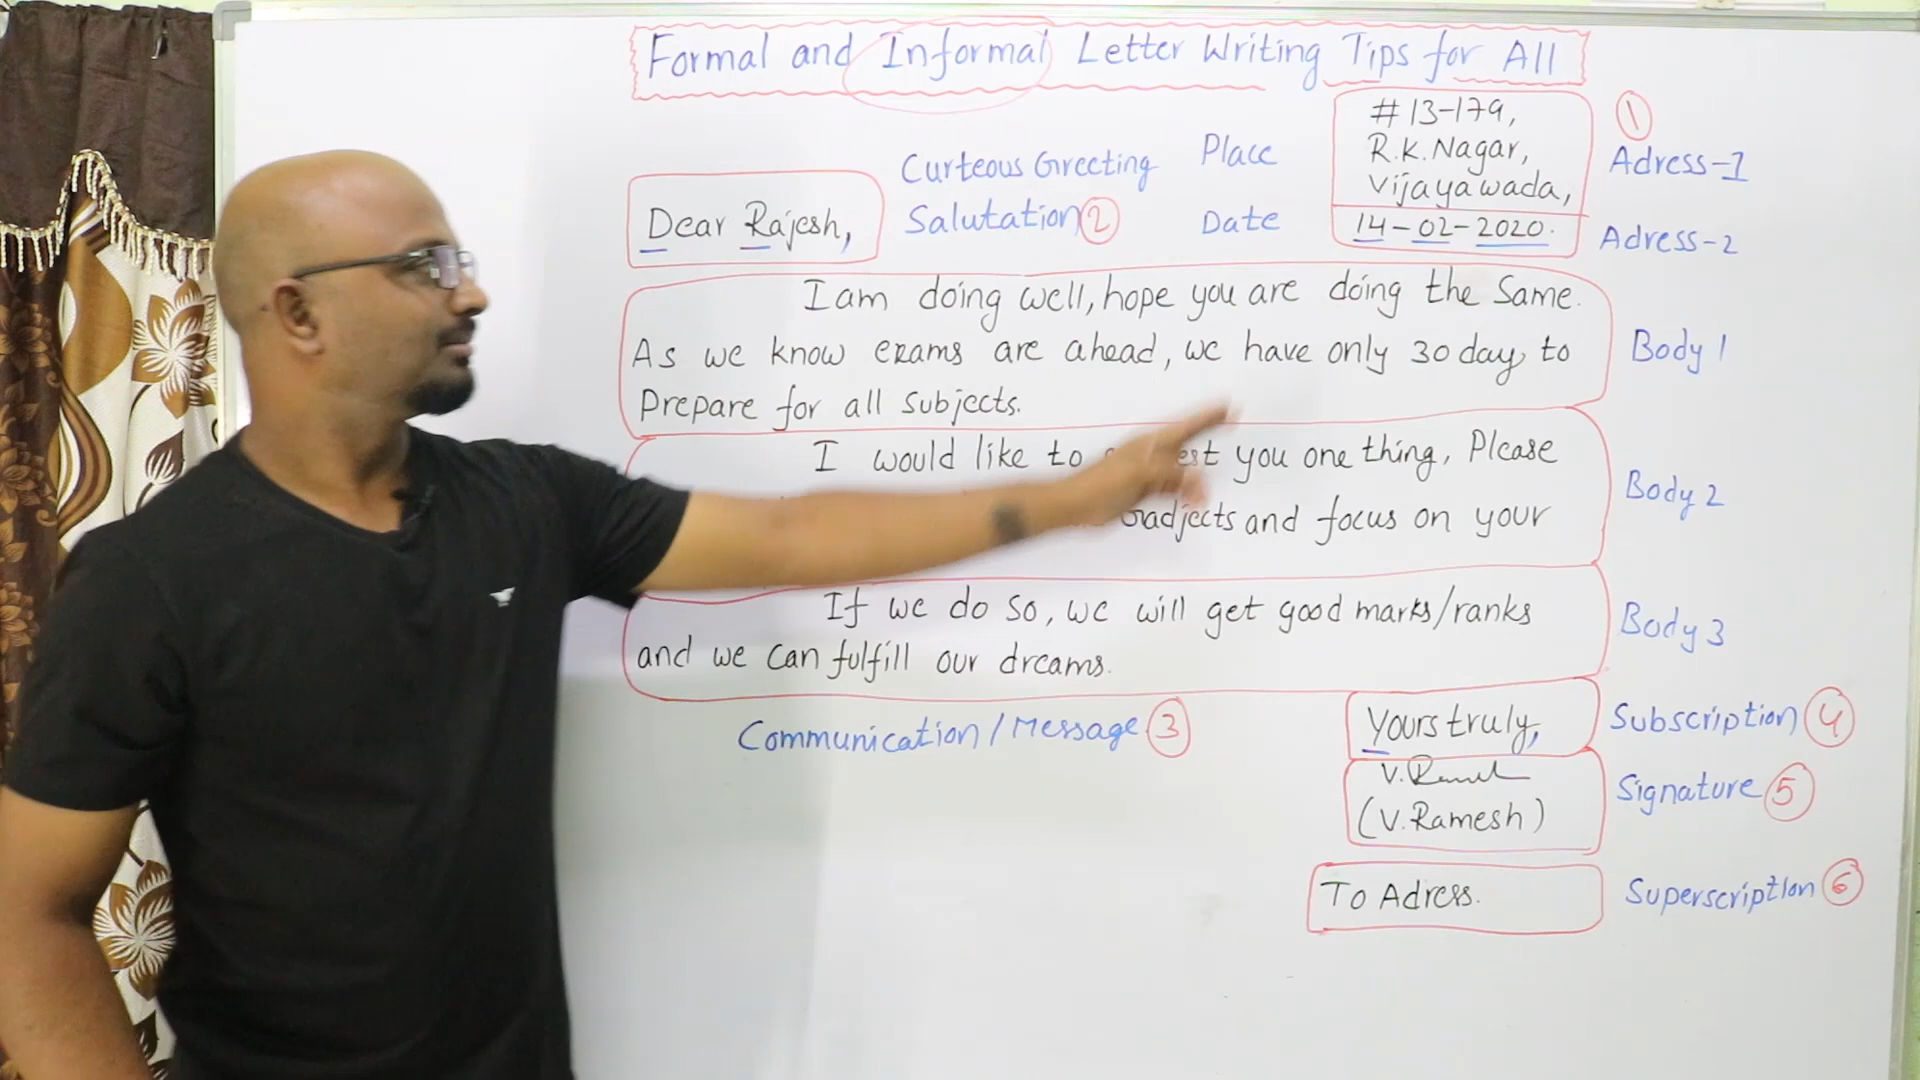 Formal and Informal Letter Writing Tips for All
# 13-179,
R.K. Nagar,
Vijayawada,
14-02-2020.
Place
Date
①
Adress-1
Adress-2
Curteous Greeting
Salutation ②
Dear Rajesh,
I am doing well, hope you are doing the Same.
As we know exams are ahead, we have only 30 day to
Prepare for all Subjects.
Body 1
I would like to you one thing, Please
and focus on your
Body 2
If we do so, we will get good marks/ranks
and we can fulfill our dreams.
Body 3
Communication / Message ③
Yours truly,
Subscription ④
(V. Ramesh)
Signature ⑤
To Adress.
Superscription ⑥